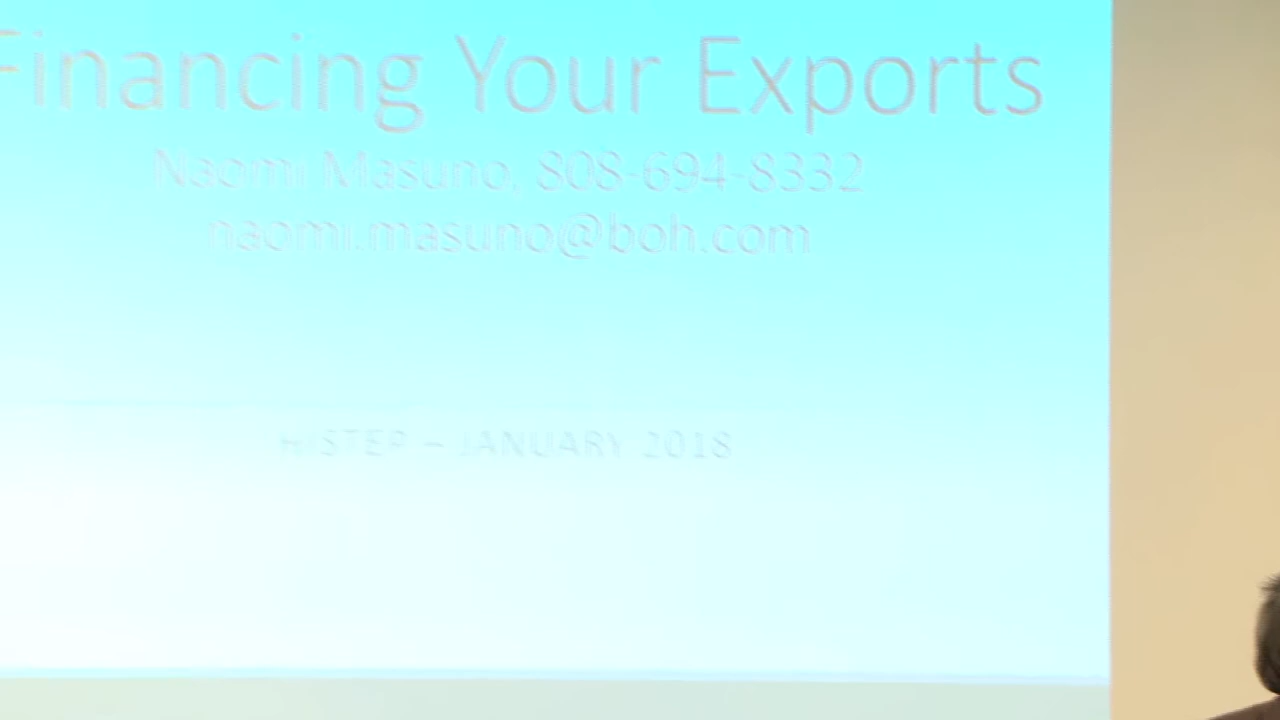 Financing Your Exports
Naomi Masuno, 808-694-8332
naomi.masuno@boh.com
HISTEP – JANUARY 2018